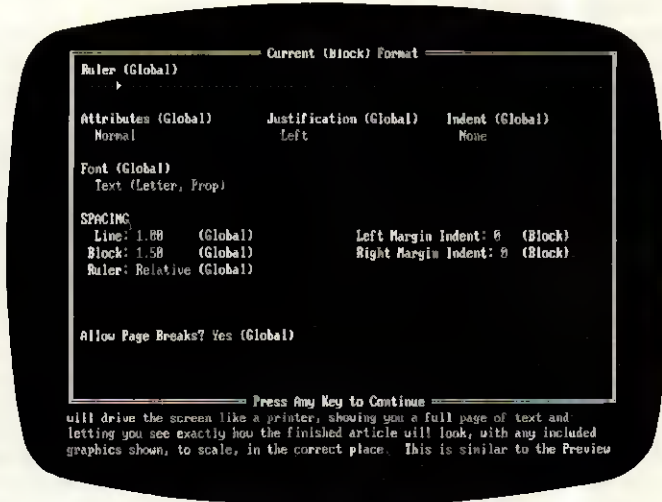 Current (Block) Format
Ruler (Global)
Attributes (Global) Justification (Global) Indent (Global)
Normal Left None
Font (Global)
Text (Letter, Prop)
SPACING
Line: 1.00 (Global) Left Margin Indent: 0 (Block)
Block: 1.50 (Global) Right Margin Indent: 0 (Block)
Ruler: Relative (Global)
Allow Page Breaks? Yes (Global)
Press Any Key to Continue
will drive the screen like a printer, showing you a full page of text and
letting you see exactly how the finished article will look, with any included
graphics shown, to scale, in the correct place. This is similar to the Preview